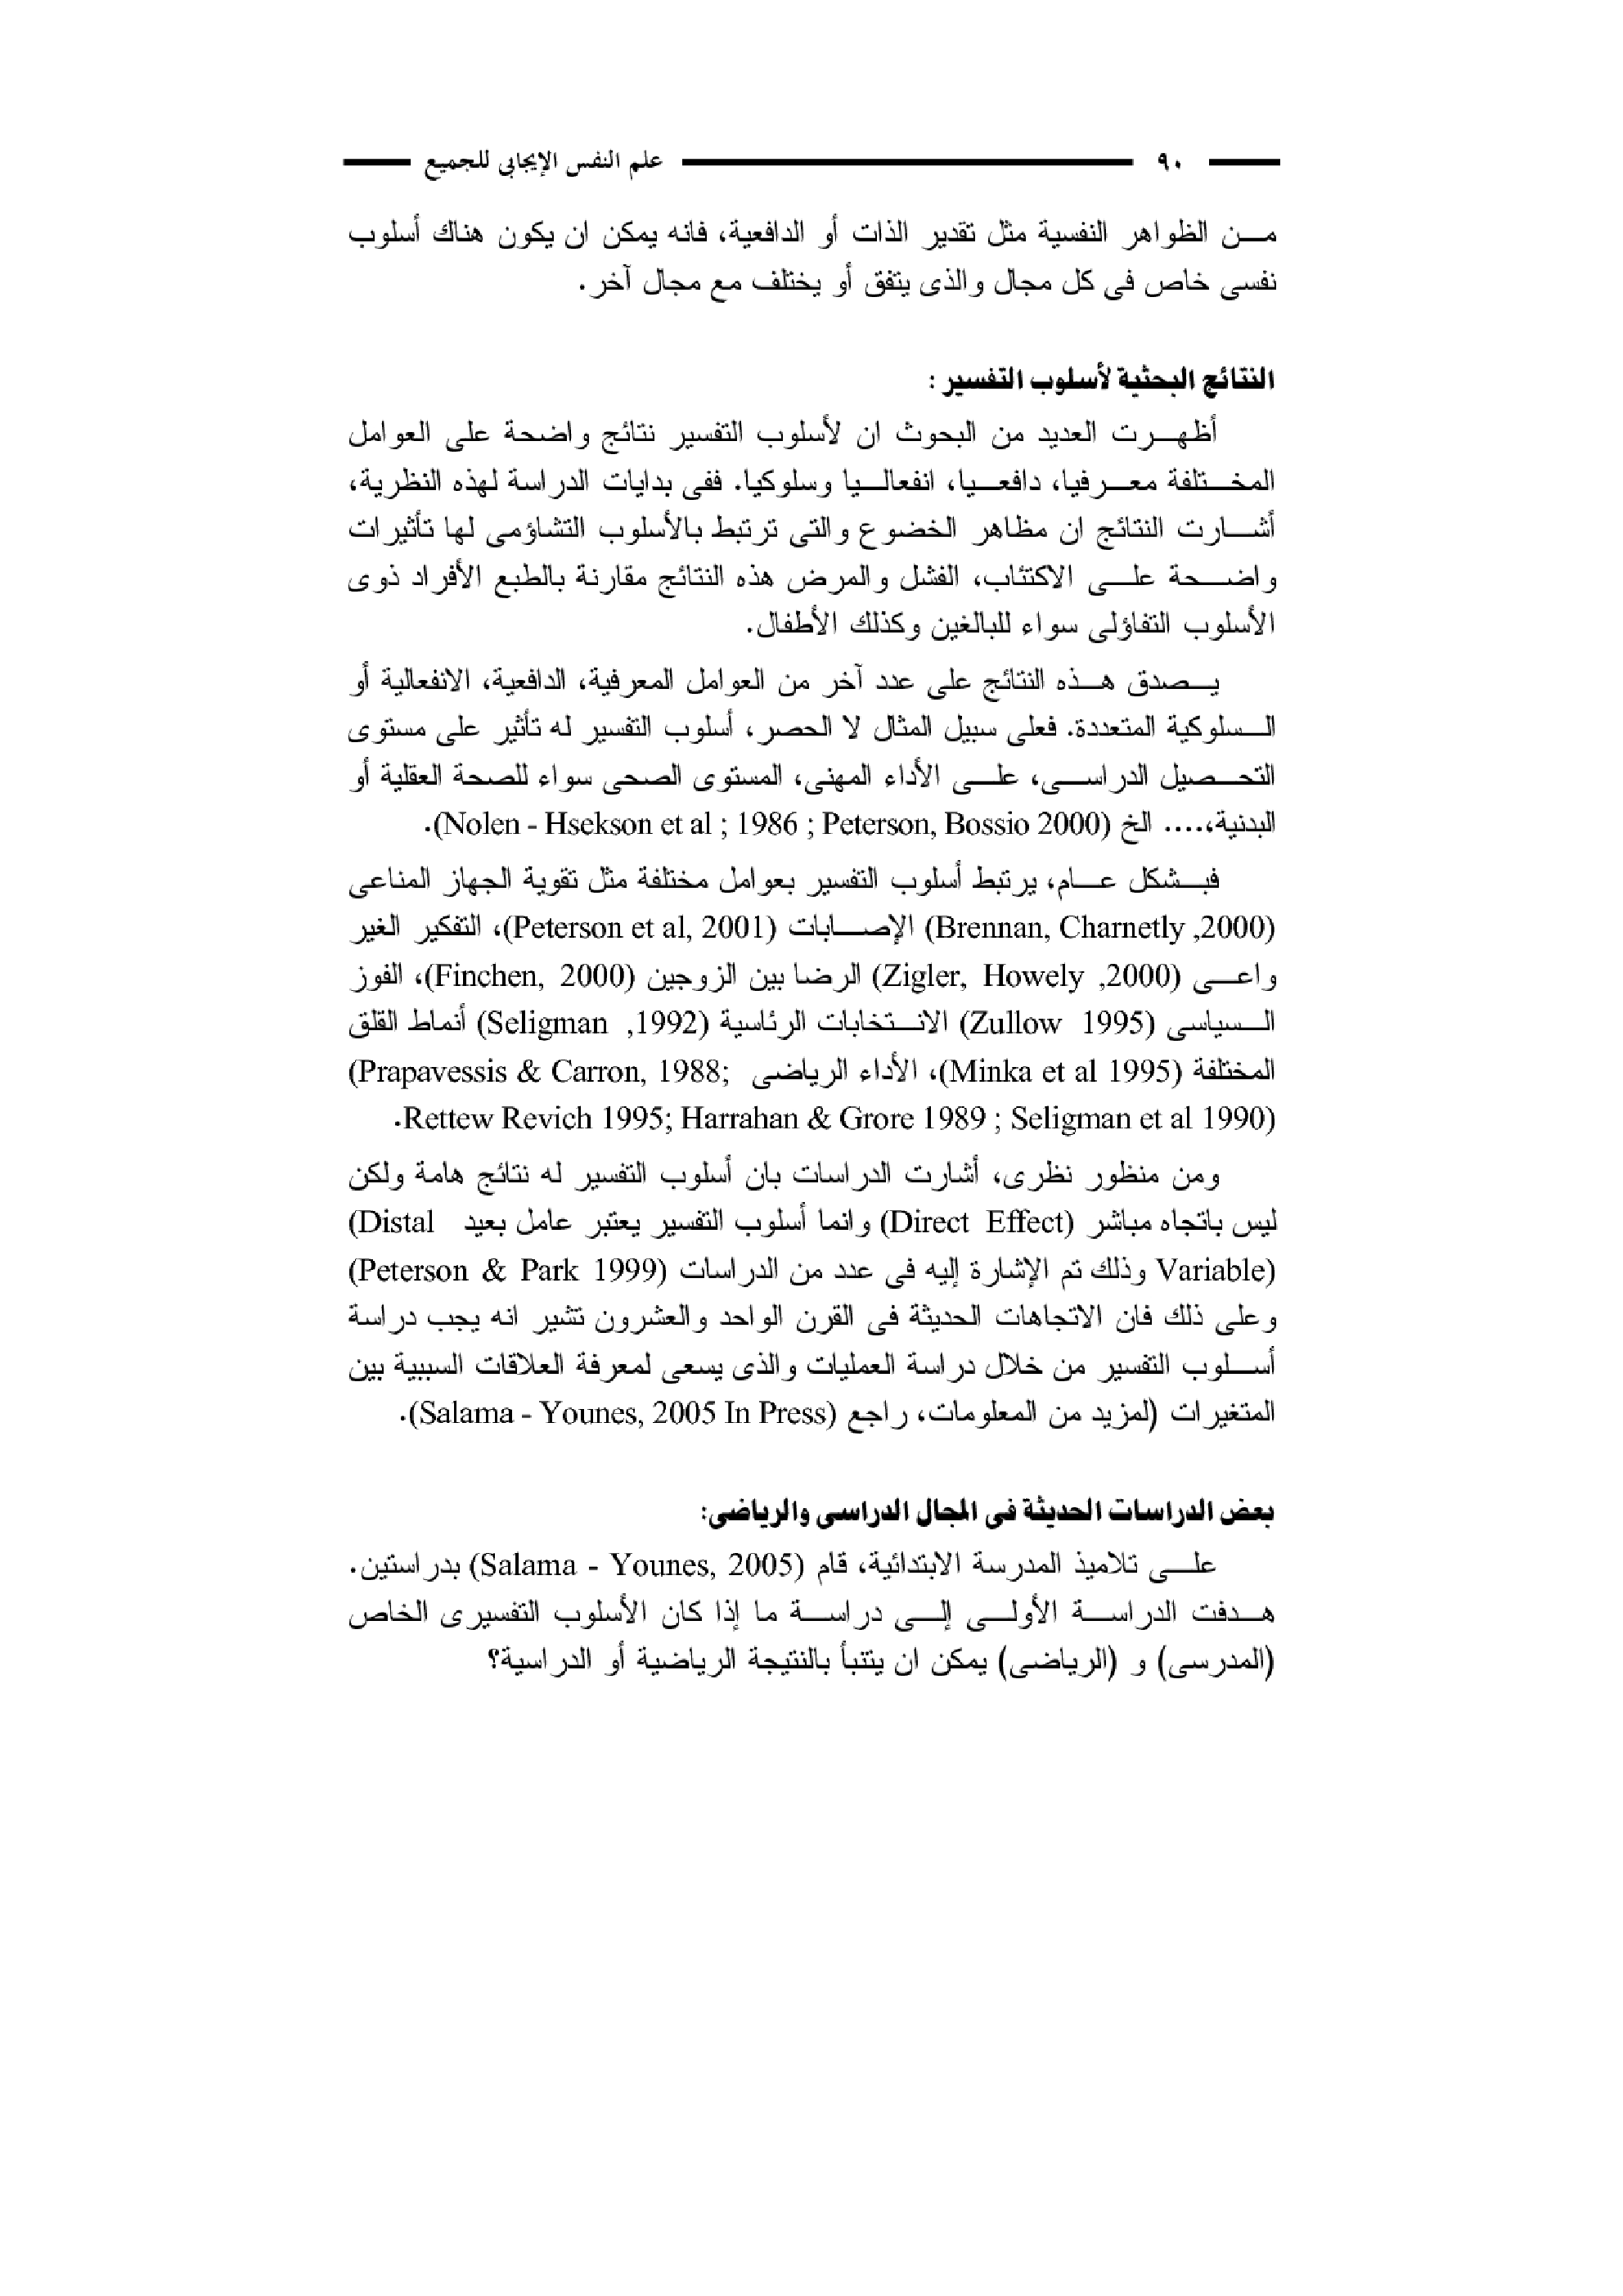 ٩٠ علم النفس الإيجابى للجميع
من الظواهر النفسية مثل تقدير الذات أو الدافعية، فانه يمكن ان يكون هناك أسلوب
نفسى خاص فى كل مجال والذى يتفق أو يختلف مع مجال آخر.
النتائج البحثية لأسلوب التفسير :
أظهرت العديد من البحوث ان لأسلوب التفسير نتائج واضحة على العوامل
المختلفة معرفيا، دافعيا، انفعاليا وسلوكيا. ففى بدايات الدراسة لهذه النظرية،
أشارت النتائج ان مظاهر الخضوع والتى ترتبط بالأسلوب التشاؤمى لها تأثيرات
واضحة على الاكتئاب، الفشل والمرض هذه النتائج مقارنة بالطبع الأفراد ذوى
الأسلوب التفاؤلى سواء للبالغين وكذلك الأطفال.
يصدق هذه النتائج على عدد آخر من العوامل المعرفية، الدافعية، الانفعالية أو
السلوكية المتعددة. فعلى سبيل المثال لا الحصر، أسلوب التفسير له تأثير على مستوى
التحصيل الدراسى، على الأداء المهنى، المستوى الصحى سواء للصحة العقلية أو
البدنية،.... الخ (Nolen - Hsekson et al ; 1986 ; Peterson, Bossio 2000).
فبشكل عام، يرتبط أسلوب التفسير بعوامل مختلفة مثل تقوية الجهاز المناعى
(Brennan, Charnetly ,2000) الإصابات (Peterson et al, 2001)، التفكير الغير
واعى (Zigler, Howely ,2000) الرضا بين الزوجين (Finchen, 2000)، الفوز
السياسى (Zullow 1995) الانتخابات الرئاسية (Seligman ,1992) أنماط القلق
المختلفة (Minka et al 1995)، الأداء الرياضى (Prapavessis & Carron, 1988;
Rettew Revich 1995; Harrahan & Grore 1989 ; Seligman et al 1990).
ومن منظور نظرى، أشارت الدراسات بان أسلوب التفسير له نتائج هامة ولكن
ليس باتجاه مباشر (Direct Effect) وانما أسلوب التفسير يعتبر عامل بعيد (Distal
Variable) وذلك تم الإشارة إليه فى عدد من الدراسات (Peterson & Park 1999)
وعلى ذلك فان الاتجاهات الحديثة فى القرن الواحد والعشرون تشير انه يجب دراسة
أسلوب التفسير من خلال دراسة العمليات والذى يسعى لمعرفة العلاقات السببية بين
المتغيرات (لمزيد من المعلومات، راجع (Salama - Younes, 2005 In Press).
بعض الدراسات الحديثة فى المجال الدراسى والرياضى:
على تلاميذ المدرسة الابتدائية، قام (Salama - Younes, 2005) بدراستين.
هدفت الدراسة الأولى إلى دراسة ما إذا كان الأسلوب التفسيرى الخاص
(المدرسى) و (الرياضى) يمكن ان يتنبأ بالنتيجة الرياضية أو الدراسية؟